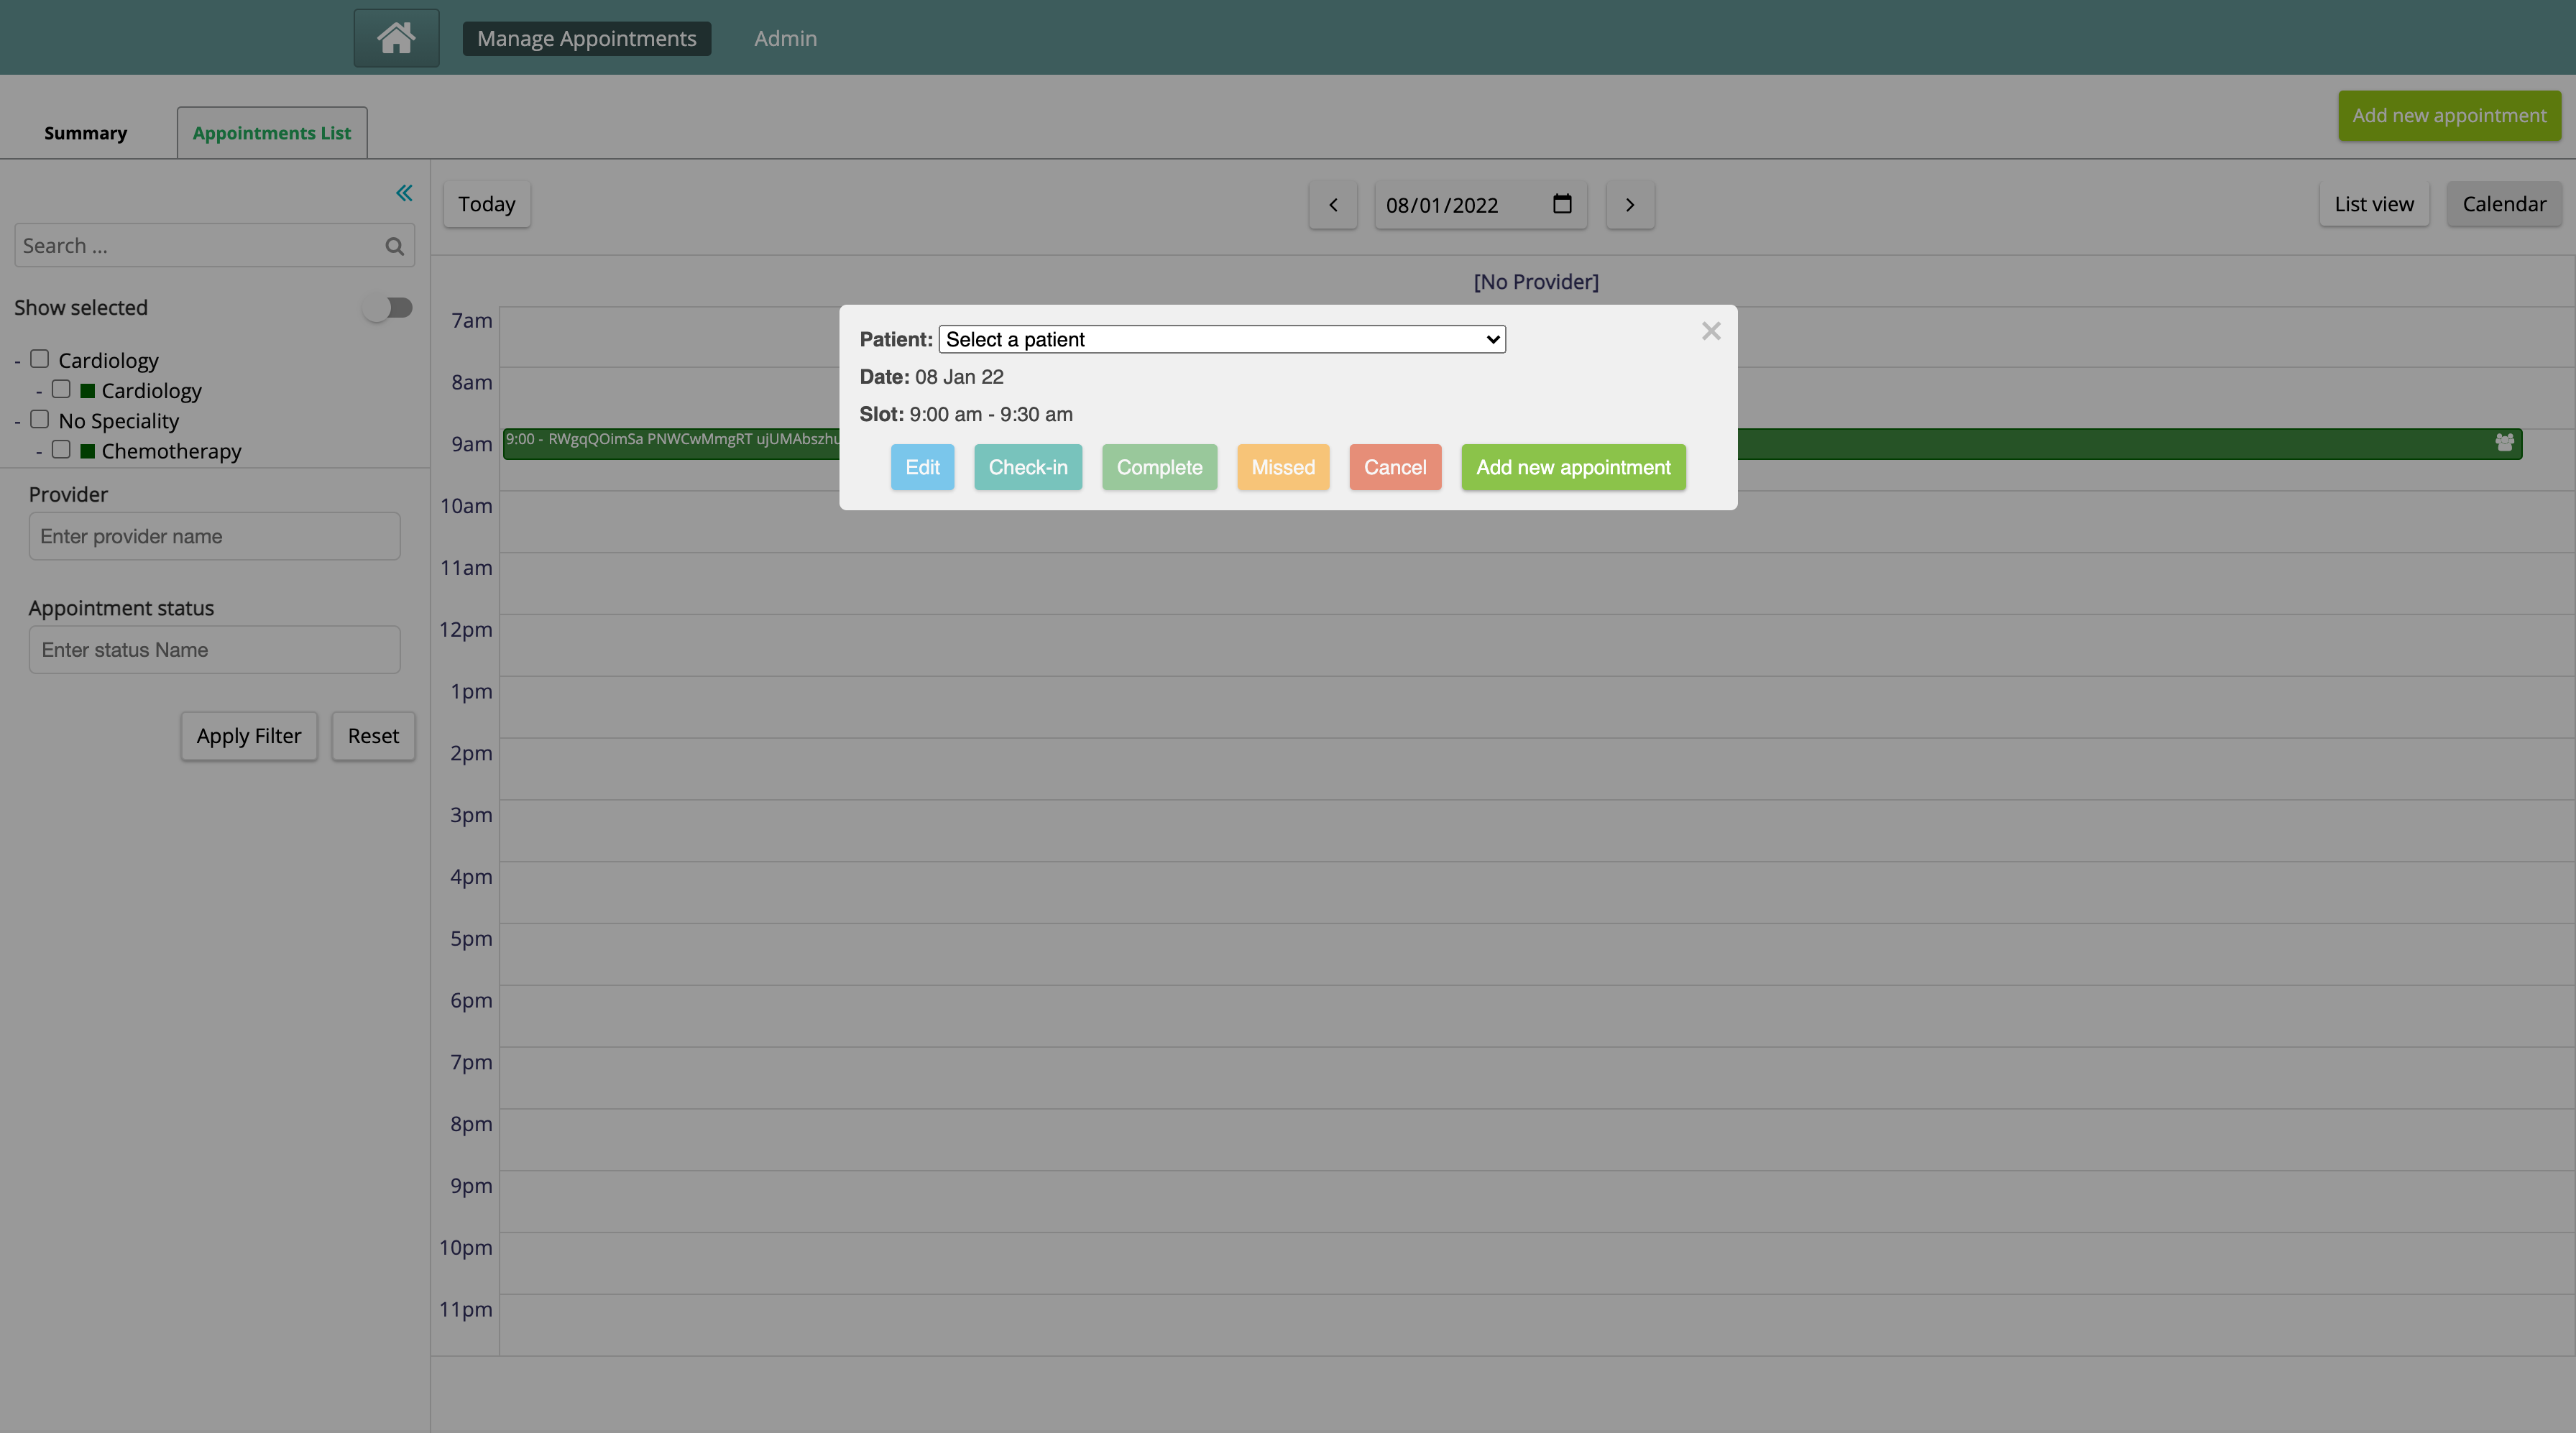 Manage Appointments Admin
Summary Appointments List Add new appointment
Today 08/01/2022 List view Calendar
Search ...
Show selected
- Cardiology
- Cardiology
- No Speciality
- Chemotherapy
Provider
Enter provider name
Appointment status
Enter status Name
Apply Filter Reset
[No Provider]
7am
8am
9am
9:00 - RWgqQOimSa PNWCwMmgRT
10am
11am
12pm
1pm
2pm
3pm
4pm
5pm
6pm
7pm
8pm
9pm
10pm
11pm
Patient: Select a patient
Date: 08 Jan 22
Slot: 9:00 am - 9:30 am
Edit Check-in Complete Missed Cancel Add new appointment